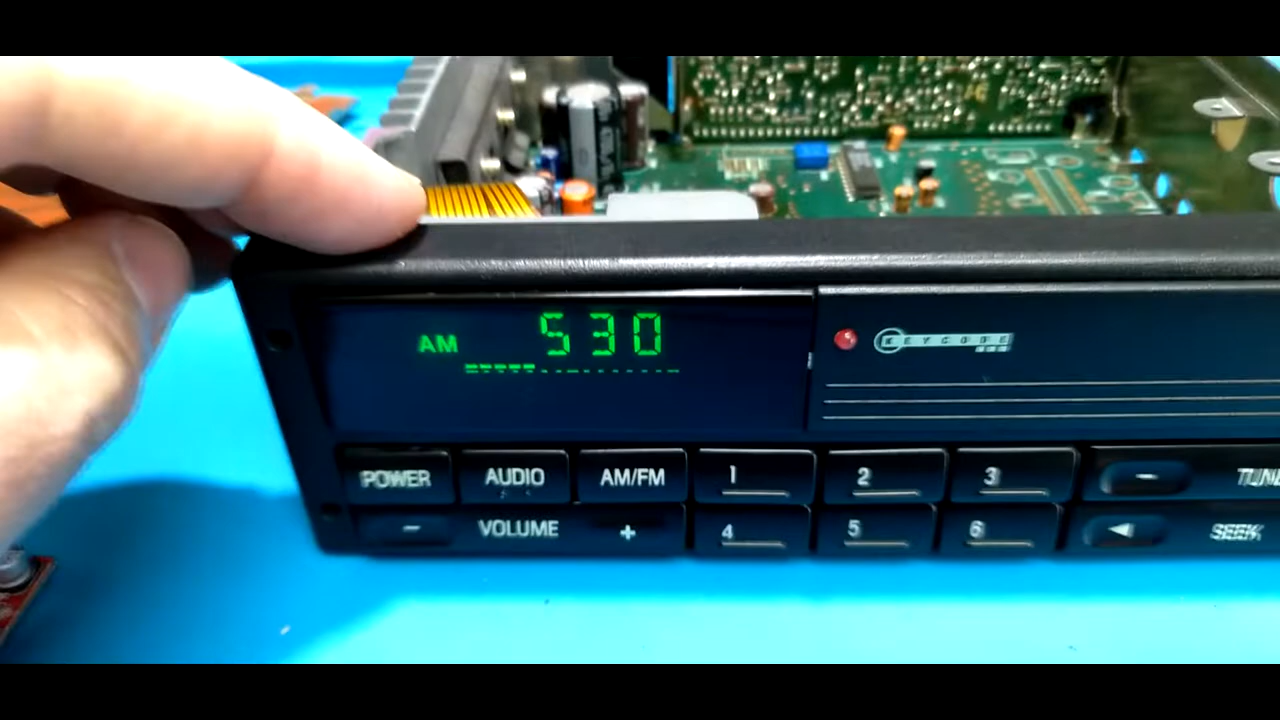 AM 530
KEYCODE
POWER AUDIO AM/FM 1 2 3 - TUNE
- VOLUME + 4 5 6 ◀ SEEK